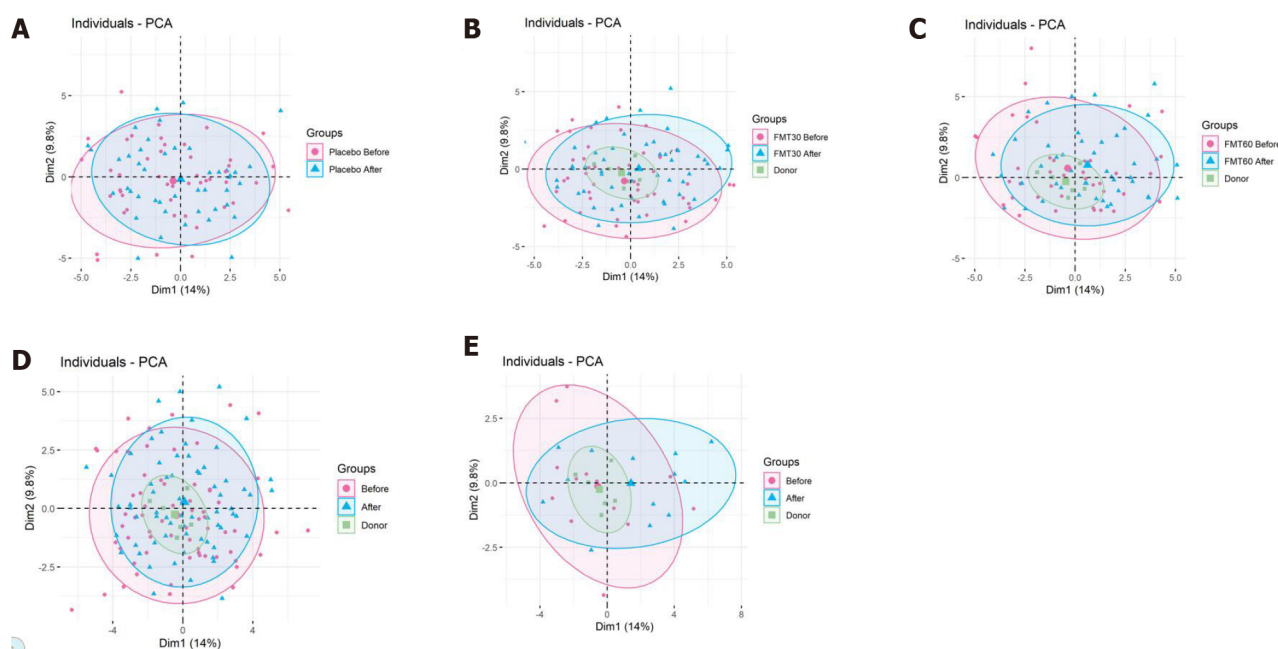 A
Individuals - PCA
5
0
-5
Dim2 (9.8%)
-5.0
-2.5
0.0
2.5
5.0
Dim1 (14%)
Groups
Placebo Before
Placebo After
B
Individuals - PCA
5
0
-5
Dim2 (9.8%)
-5.0
-2.5
0.0
2.5
5.0
Dim1 (14%)
Groups
FMT30 Before
FMT30 After
Donor
C
Individuals - PCA
5
0
-5
Dim2 (9.8%)
-5.0
-2.5
0.0
2.5
5.0
Dim1 (14%)
Groups
FMT60 Before
FMT60 After
Donor
D
Individuals - PCA
5.0
2.5
0.0
-2.5
Dim2 (9.8%)
-4
0
4
Dim1 (14%)
Groups
Before
After
Donor
E
Individuals - PCA
2.5
0.0
-2.5
Dim2 (9.8%)
-4
0
4
8
Dim1 (14%)
Groups
Before
After
Donor